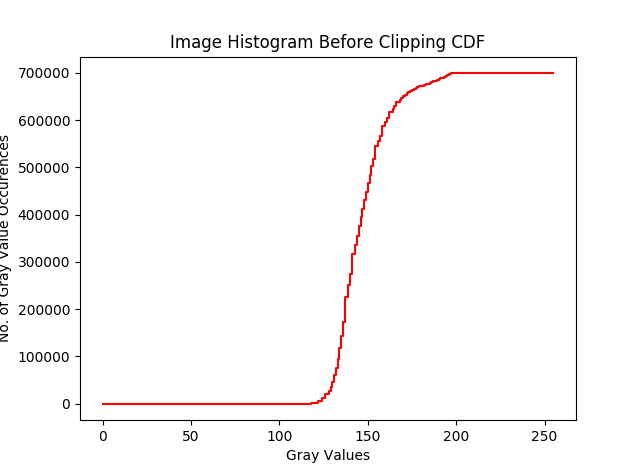 Image Histogram Before Clipping CDF
700000
600000
500000
400000
300000
200000
100000
0
No. of Gray Value Occurences
0 50 100 150 200 250
Gray Values